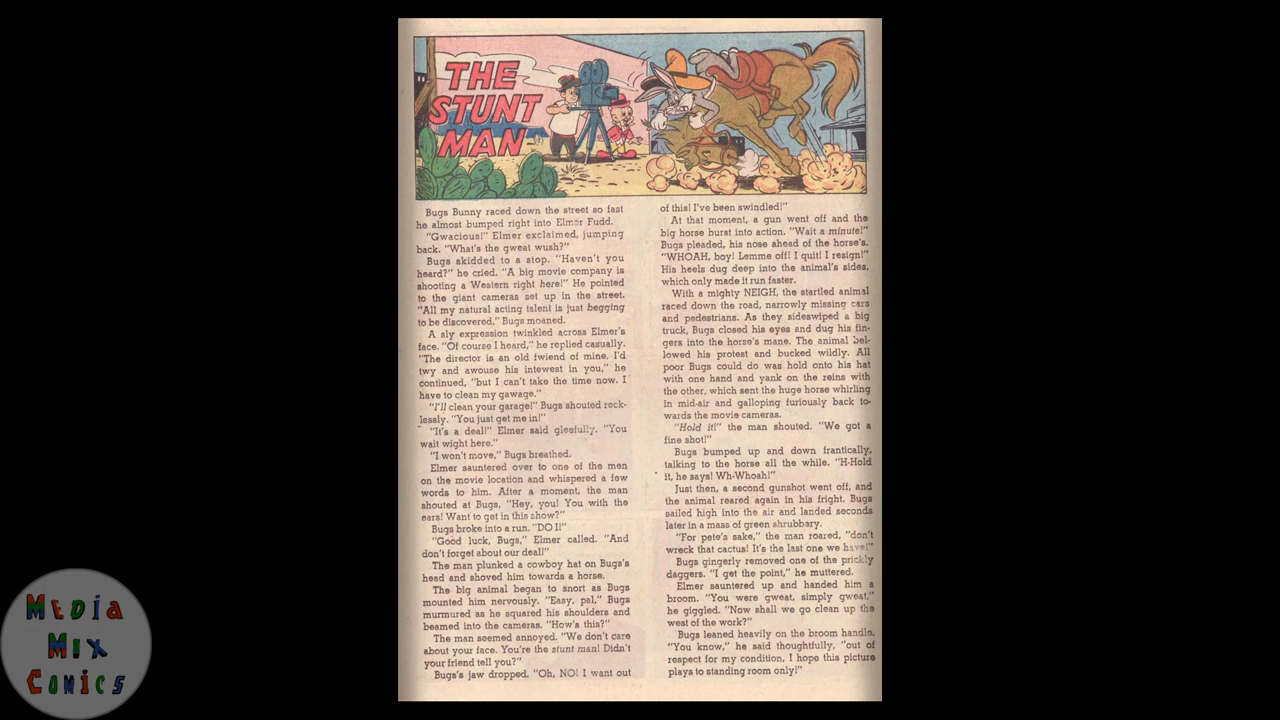 THE
STUNT
MAN
Bugs Bunny raced down the street so fast
he almost bumped right into Elmer Fudd.
"Gwacious!" Elmer exclaimed, jumping
back. "What's the gweat wush?"
Bugs skidded to a stop. "Haven't you
heard?" he cried. "A big movie company is
shooting a Western right here!" He pointed
to the giant cameras set up in the street.
"All my natural acting talent is just begging
to be discovered," Bugs moaned.
A sly expression twinkled across Elmer's
face. "Of course I heard," he replied casually.
"The director is an old fwiend of mine. I'd
twy and awouse his intewest in you," he
continued, "but I can't take the time now. I
have to clean my gawage."
"I'll clean your garage!" Bugs shouted reck-
lessly. "You just get me in!"
"It's a deal!" Elmer said gleefully. "You
wait wight here."
"I won't move," Bugs breathed.
Elmer sauntered over to one of the men
on the movie location and whispered a few
words to him. After a moment, the man
shouted at Bugs, "Hey, you! You with the
ears! Want to get in this show?"
Bugs broke into a run. "DO I!"
"Good luck, Bugs," Elmer called. "And
don't forget about our deal!"
The man plunked a cowboy hat on Bugs's
head and shoved him towards a horse.
The big animal began to snort as Bugs
mounted him nervously. "Easy, pal," Bugs
murmured as he squared his shoulders and
beamed into the cameras. "How's this?"
The man seemed annoyed. "We don't care
about your face. You're the stunt man! Didn't
your friend tell you?"
Bugs's jaw dropped. "Oh, NO! I want out
of this! I've been swindled!"
At that moment, a gun went off and the
big horse burst into action. "Wait a minute!"
Bugs pleaded, his nose ahead of the horse's.
"WHOAH, boy! Lemme off! I quit! I resign!"
His heels dug deep into the animal's sides,
which only made it run faster.
With a mighty NEIGH, the startled animal
raced down the road, narrowly missing cars
and pedestrians. As they sideswiped a big
truck, Bugs closed his eyes and dug his fin-
gers into the horse's mane. The animal bel-
lowed his protest and bucked wildly. All
poor Bugs could do was hold onto his hat
with one hand and yank on the reins with
the other, which sent the huge horse whirling
in mid-air and galloping furiously back to-
wards the movie cameras.
"Hold it!" the man shouted. "We got a
fine shot!"
Bugs bumped up and down frantically,
talking to the horse all the while. "H-Hold
it, he says! Wh-Whoah!"
Just then, a second gunshot went off, and
the animal reared again in his fright. Bugs
sailed high into the air and landed seconds
later in a mass of green shrubbary.
"For pete's sake," the man roared, "don't
wreck that cactus! It's the last one we have!"
Bugs gingerly removed one of the prickly
daggers. "I get the point," he muttered.
Elmer sauntered up and handed him a
broom. "You were gweat, simply gweat,"
he giggled. "Now shall we go clean up the
west of the work?"
Bugs leaned heavily on the broom handle.
"You know," he said thoughtfully, "out of
respect for my condition, I hope this picture
plays to standing room only!"
MEDIA
MIX
COMICS